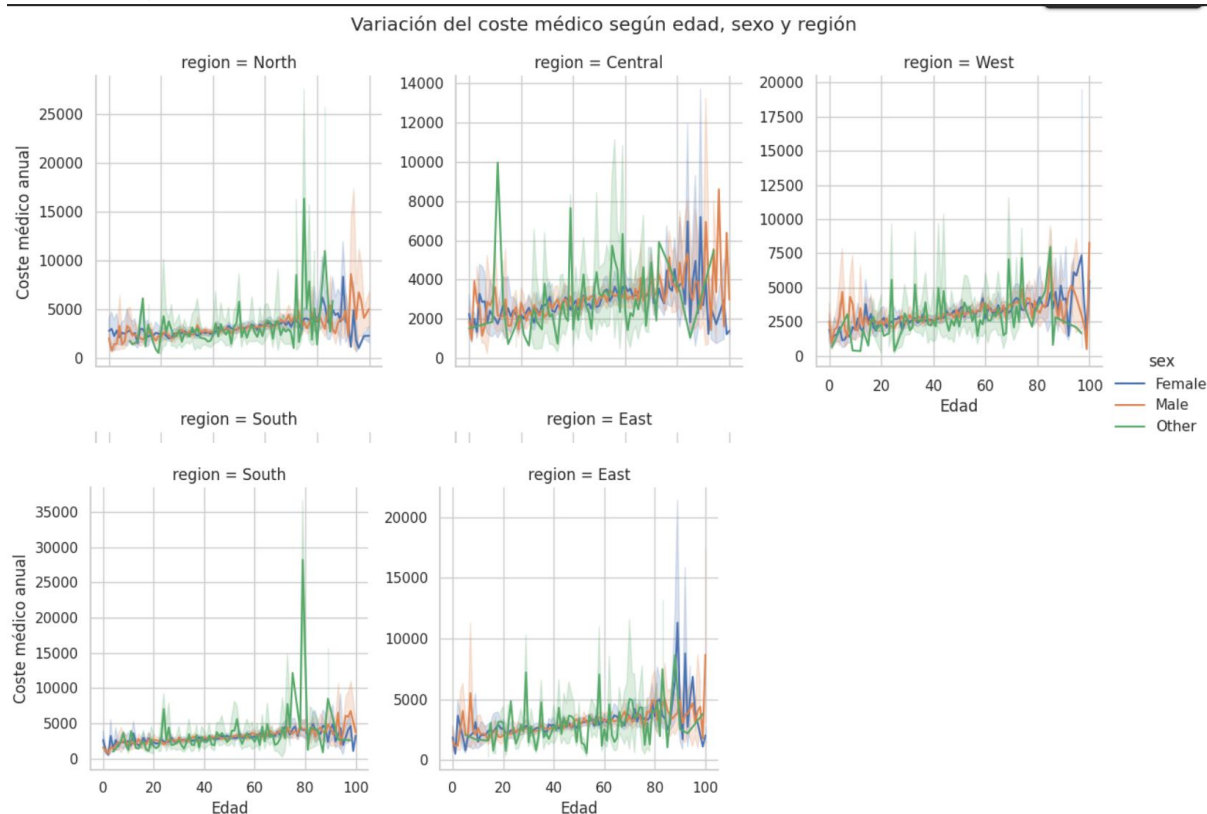 Variación del coste médico según edad, sexo y región
region = North
region = Central
region = West
Coste médico anual
25000
20000
15000
10000
5000
0
14000
12000
10000
8000
6000
4000
2000
0
20000
17500
15000
12500
10000
7500
5000
2500
0
0 20 40 60 80 100
Edad
sex
Female
Male
Other
region = South
region = East
region = South
region = East
Coste médico anual
35000
30000
25000
20000
15000
10000
5000
0
20000
15000
10000
5000
0
0 20 40 60 80 100
0 20 40 60 80 100
Edad
Edad